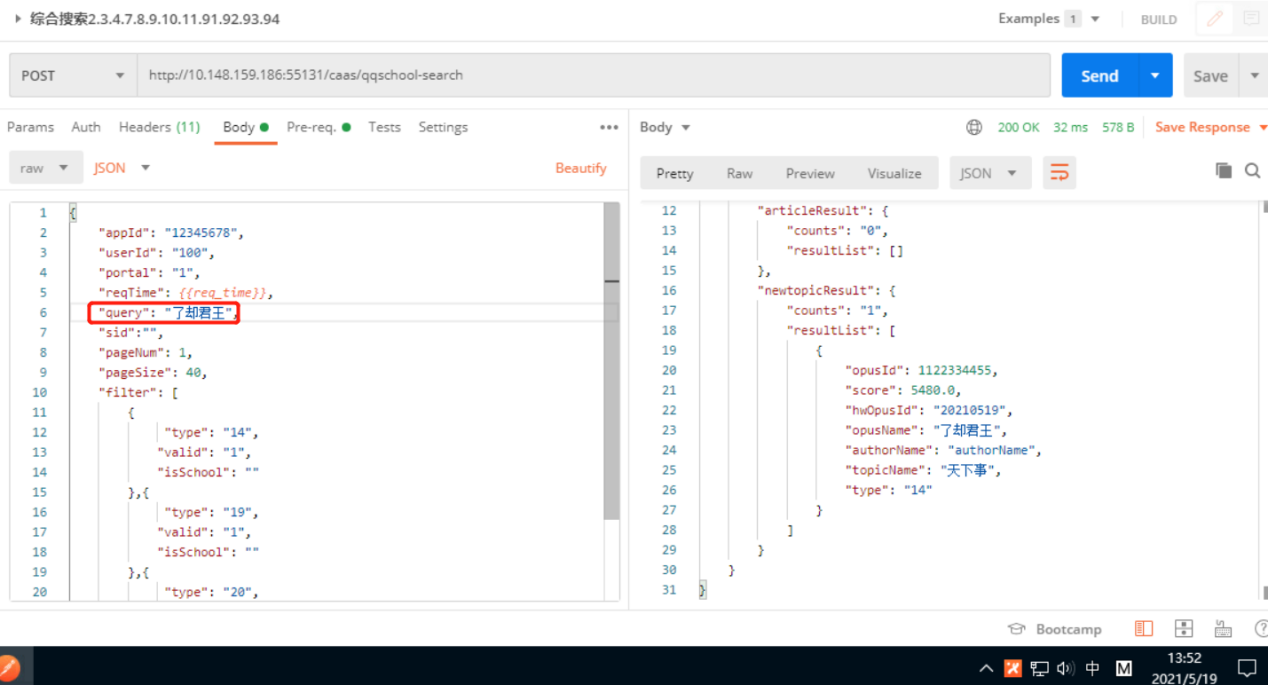 综合搜索2.3.4.7.8.9.10.11.91.92.93.94
Examples 1
BUILD
POST
http://10.148.159.186:55131/caas/qqschool-search
Send
Save
Params Auth Headers (11) Body Pre-req. Tests Settings
raw JSON Beautify
1 {
2 "appId": "12345678",
3 "userId": "100",
4 "portal": "1",
5 "reqTime": {{req_time}},
6 "query": "了却君王",
7 "sid":"",
8 "pageNum": 1,
9 "pageSize": 40,
10 "filter": [
11 {
12 "type": "14",
13 "valid": "1",
14 "isSchool": ""
15 },{
16 "type": "19",
17 "valid": "1",
18 "isSchool": ""
19 },{
20 "type": "20",
Body 200 OK 32 ms 578 B Save Response
Pretty Raw Preview Visualize JSON
12 "articleResult": {
13 "counts": "0",
14 "resultList": []
15 },
16 "newtopicResult": {
17 "counts": "1",
18 "resultList": [
19 {
20 "opusId": 1122334455,
21 "score": 5480.0,
22 "hwOpusId": "20210519",
23 "opusName": "了却君王",
24 "authorName": "authorName",
25 "topicName": "天下事",
26 "type": "14"
27 }
28 ]
29 }
30 }
31 }
Bootcamp
中 M
13:52
2021/5/19